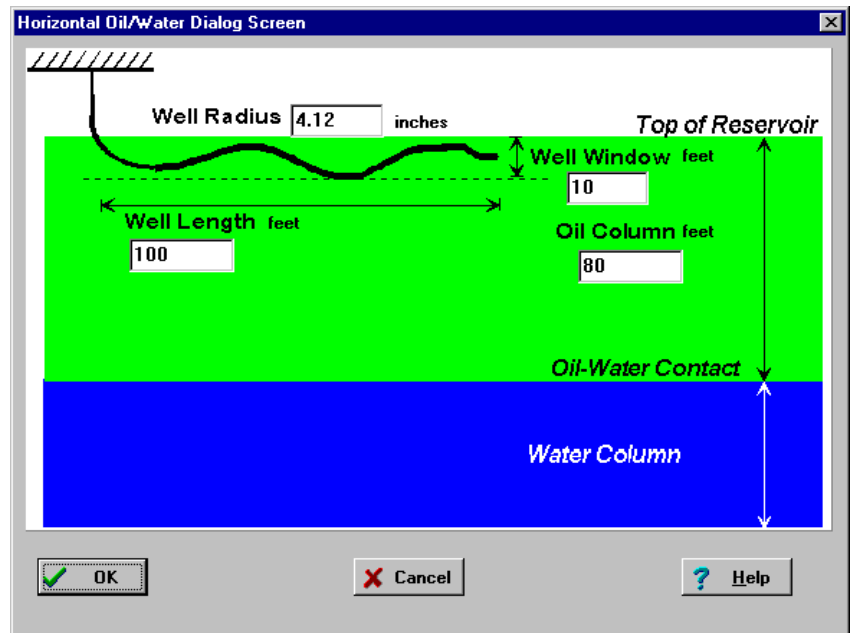 Horizontal Oil/Water Dialog Screen
Well Radius 4.12 inches
Top of Reservoir
Well Window feet
10
Well Length feet
100
Oil Column feet
80
Oil-Water Contact
Water Column
OK
Cancel
? Help